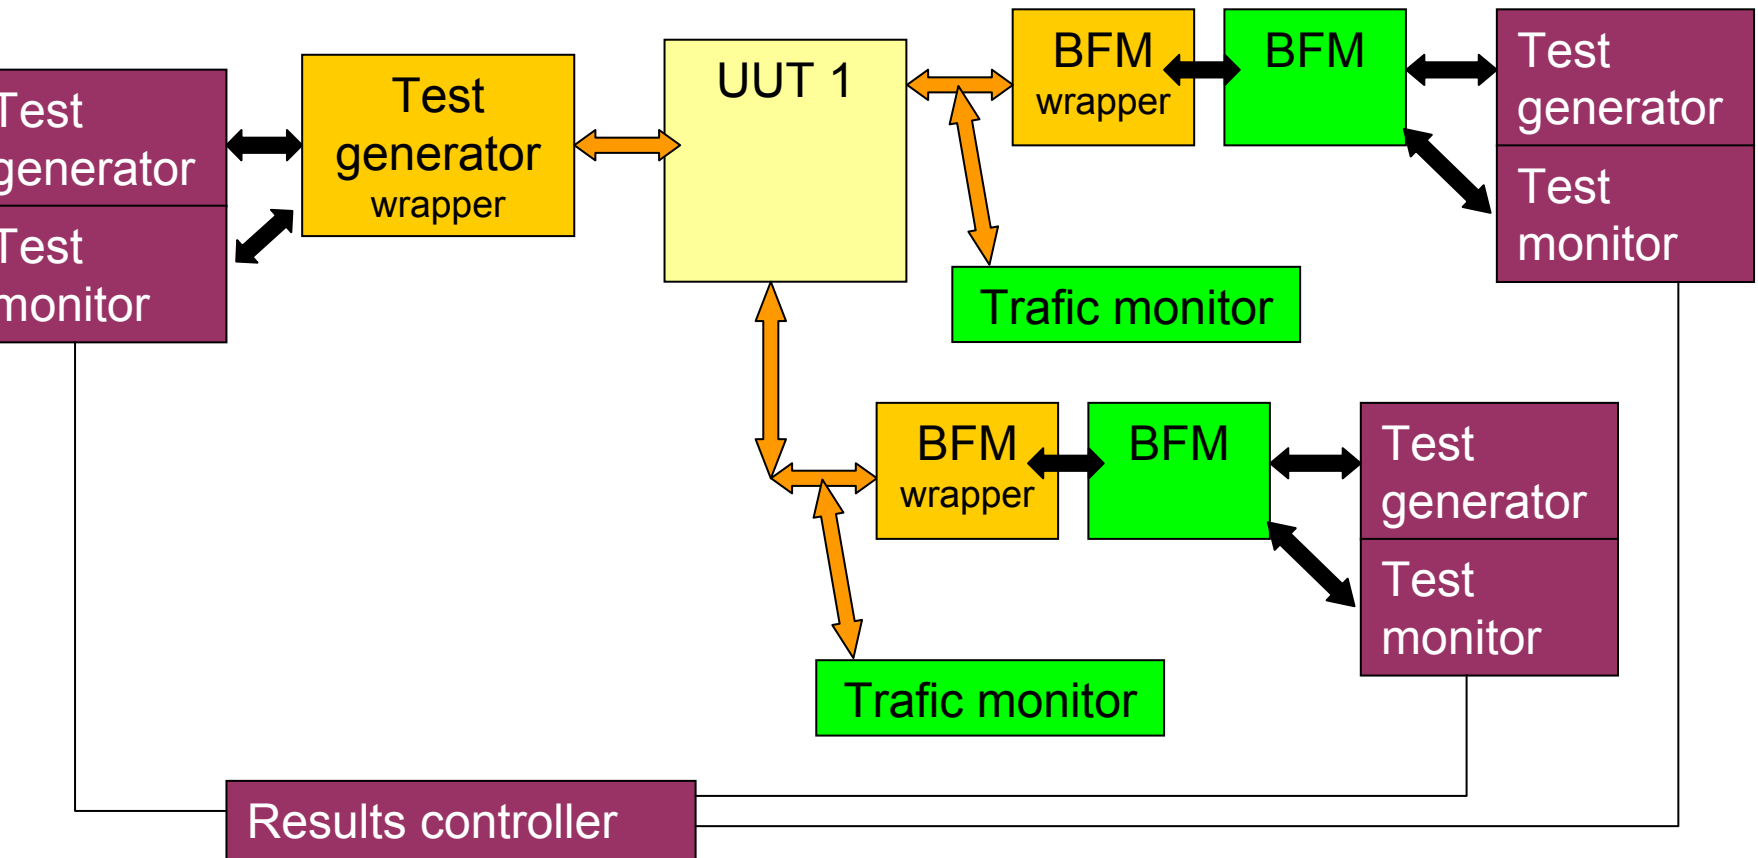 Test
generator
Test
monitor
Test
generator
wrapper
UUT 1
BFM
wrapper
BFM
Test
generator
Test
monitor
Trafic monitor
BFM
wrapper
BFM
Test
generator
Test
monitor
Trafic monitor
Results controller